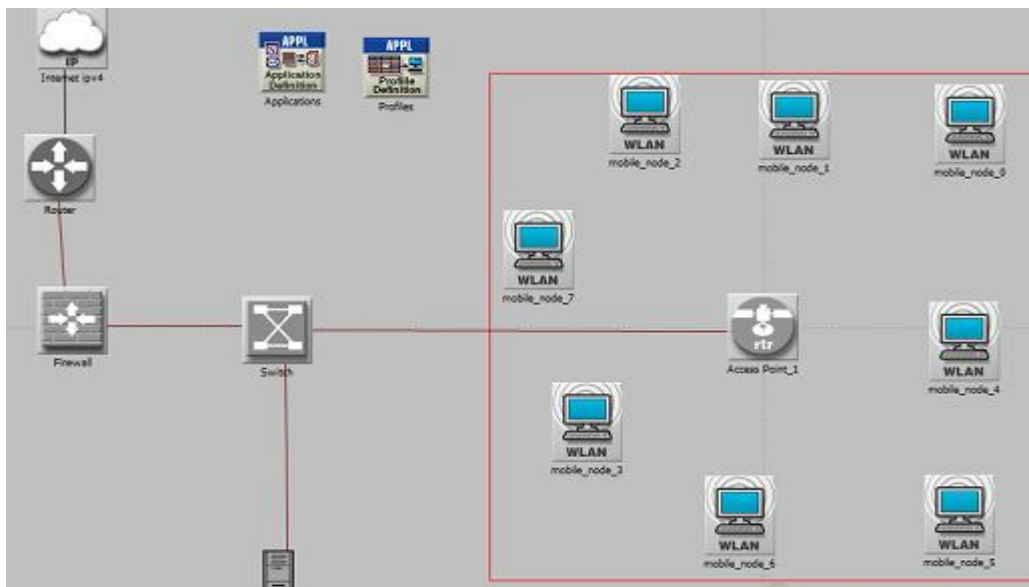 IP
Internet ipv4
APPL
Application
Definition
Applications
APPL
Profile
Definition
Profiles
WLAN
mobile_node_2
WLAN
mobile_node_1
WLAN
mobile_node_0
Router
WLAN
mobile_node_7
Firewall
Switch
rtr
Access Point_1
WLAN
mobile_node_4
WLAN
mobile_node_3
WLAN
mobile_node_6
WLAN
mobile_node_5